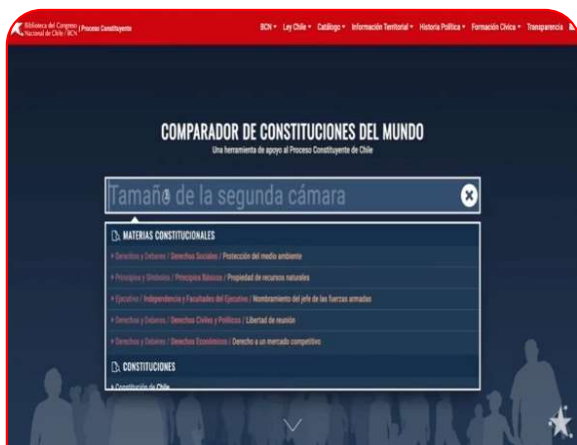 Biblioteca del Congreso
Nacional de Chile / BCN | Proceso Constituyente
BCN Ley Chile Catálogo Información Territorial Historia Política Formación Cívica Transparencia
COMPARADOR DE CONSTITUCIONES DEL MUNDO
Una herramienta de apoyo al Proceso Constituyente de Chile
Tamaño de la segunda cámara
MATERIAS CONSTITUCIONALES
Derechos y Deberes / Derechos Sociales / Protección del medio ambiente
Principios y Símbolos / Principios Básicos / Propiedad de recursos naturales
Ejecutivo / Independencia y Facultades del Ejecutivo / Nombramiento del jefe de las fuerzas armadas
Derechos y Deberes / Derechos Civiles y Políticos / Libertad de reunión
Derechos y Deberes / Derechos Económicos / Derecho a un mercado competitivo
CONSTITUCIONES
Constitución de Chile